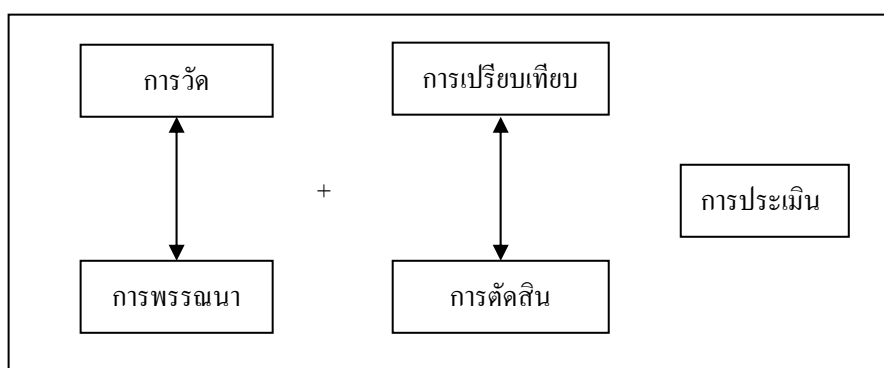 การวัด
การเปรียบเทียบ
+
การประเมิน
การพรรณนา
การตัดสิน